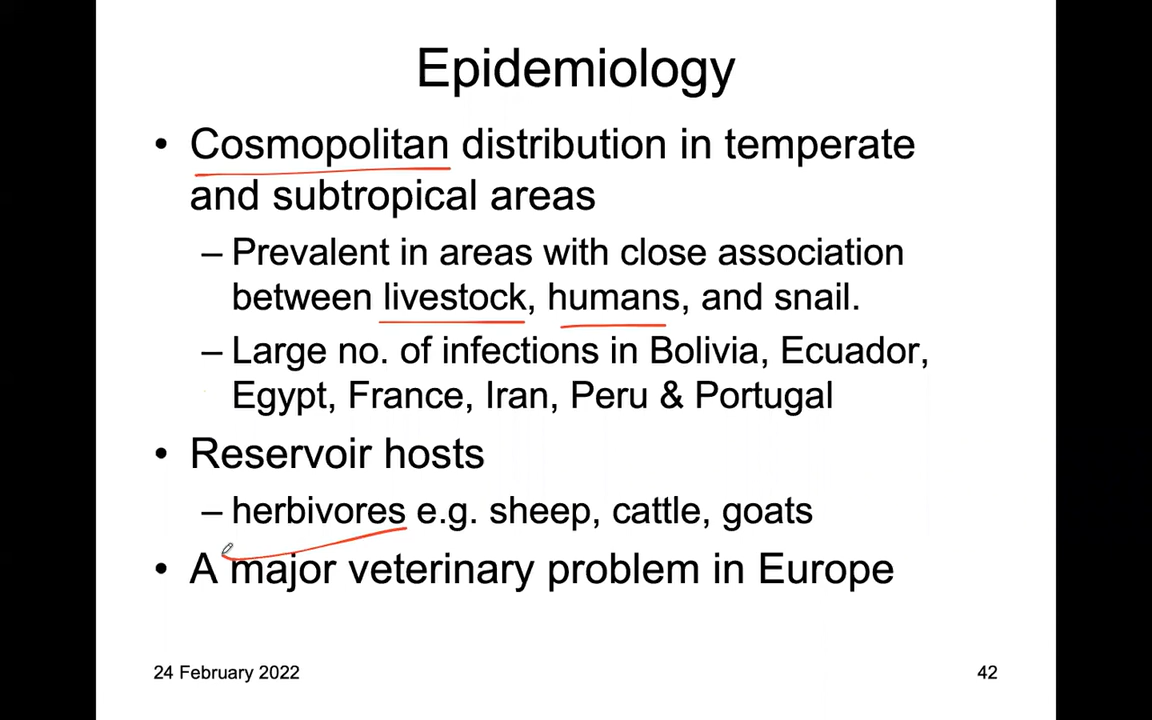 Epidemiology
• Cosmopolitan distribution in temperate
and subtropical areas
– Prevalent in areas with close association
between livestock, humans, and snail.
– Large no. of infections in Bolivia, Ecuador,
Egypt, France, Iran, Peru & Portugal
• Reservoir hosts
– herbivores e.g. sheep, cattle, goats
• A major veterinary problem in Europe
24 February 2022
42